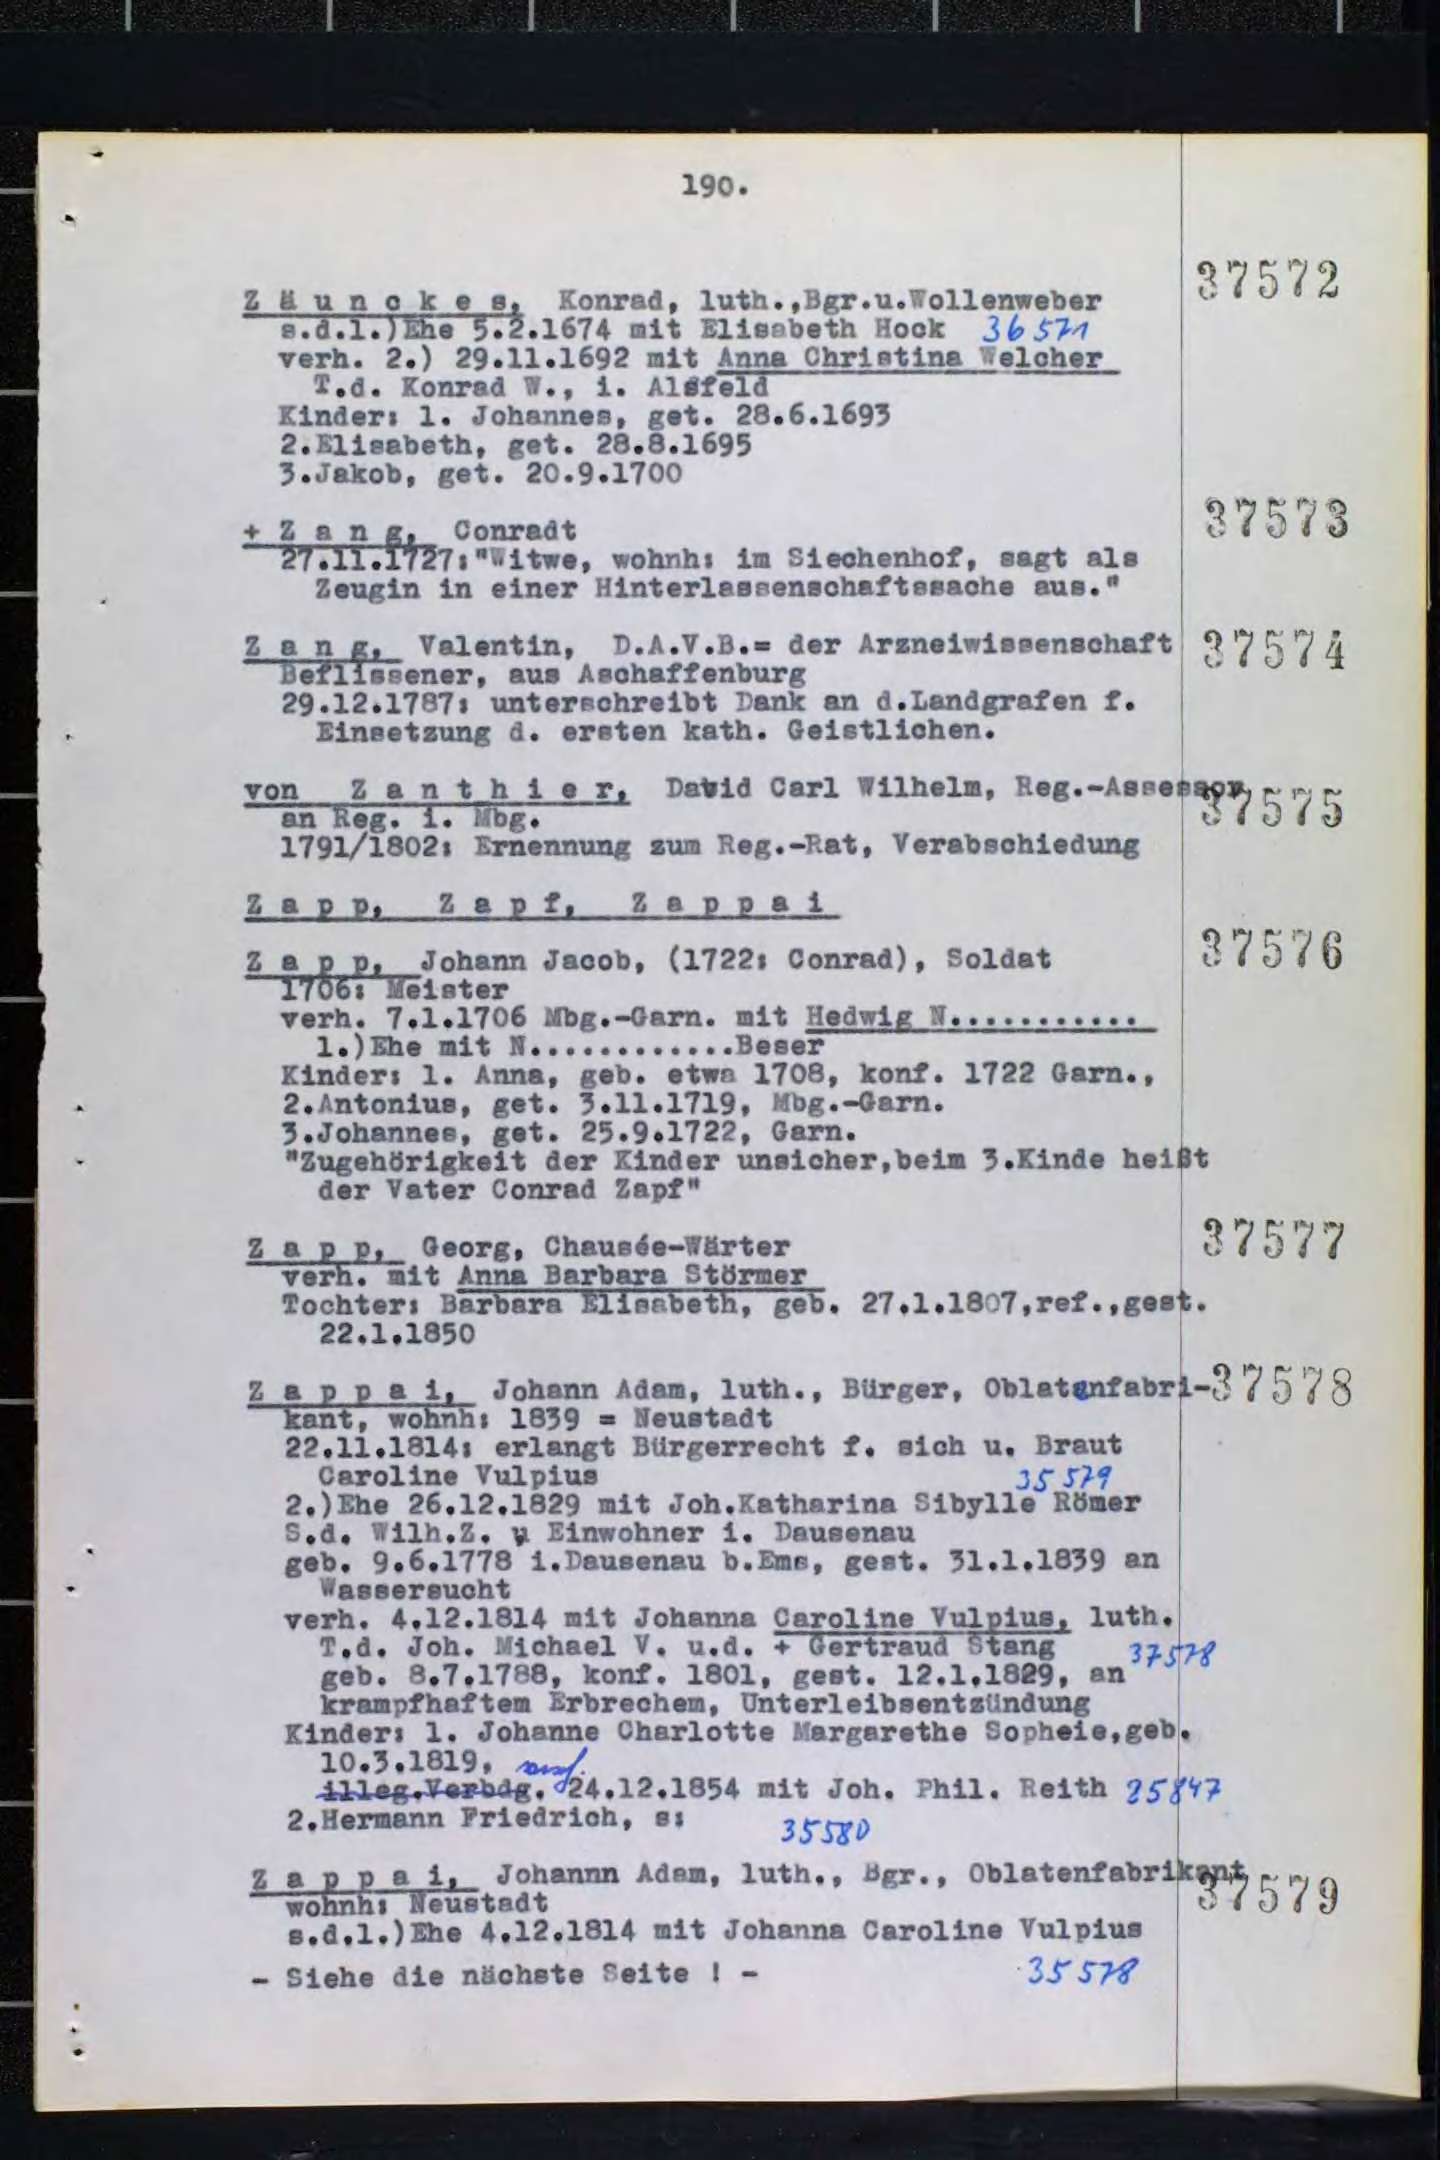 190.
37572
Zäunckes, Konrad, luth.,Bgr.u.Wollenweber
s.d.1.)Ehe 5.2.1674 mit Elisabeth Hock 36571
verh. 2.) 29.11.1692 mit Anna Christina Welcher
T.d. Konrad W., i. Alsfeld
Kinder: 1. Johannes, get. 28.6.1693
2.Elisabeth, get. 28.8.1695
3.Jakob, get. 20.9.1700
37573
+ Zang, Conradt
27.11.1727:"Witwe, wohnh: im Siechenhof, sagt als
Zeugin in einer Hinterlassenschaftssache aus."
Zang, Valentin, D.A.V.B.= der Arzneiwissenschaft 37574
Beflissener, aus Aschaffenburg
29.12.1787: unterschreibt Dank an d.Landgrafen f.
Einsetzung d. ersten kath. Geistlichen.
von Zanthier, David Carl Wilhelm, Reg.-Assessor
37575
an Reg. i. Mbg.
1791/1802: Ernennung zum Reg.-Rat, Verabschiedung
Zapp, Zapf, Zappai
37576
Zapp, Johann Jacob, (1722: Conrad), Soldat
1706: Meister
verh. 7.1.1706 Mbg.-Garn. mit Hedwig N...........
1.)Ehe mit N............Beser
Kinder: 1. Anna, geb. etwa 1708, konf. 1722 Garn.,
2.Antonius, get. 3.11.1719, Mbg.-Garn.
3.Johannes, get. 25.9.1722, Garn.
"Zugehörigkeit der Kinder unsicher,beim 3.Kinde heißt
der Vater Conrad Zapf"
37577
Zapp, Georg, Chausée-Wärter
verh. mit Anna Barbara Störmer
Tochter: Barbara Elisabeth, geb. 27.1.1807,ref.,gest.
22.1.1850
Zappai, Johann Adam, luth., Bürger, Oblatenfabri- 37578
kant, wohnh: 1839 = Neustadt
22.11.1814: erlangt Bürgerrecht f. sich u. Braut
Caroline Vulpius 35579
2.)Ehe 26.12.1829 mit Joh.Katharina Sibylle Römer
S.d. Wilh.Z. u Einwohner i. Dausenau
geb. 9.6.1778 i.Dausenau b.Ems, gest. 31.1.1839 an
Wassersucht
verh. 4.12.1814 mit Johanna Caroline Vulpius, luth.
T.d. Joh. Michael V. u.d. + Gertraud Stang 37578
geb. 8.7.1788, konf. 1801, gest. 12.1.1829, an
krampfhaftem Erbrechem, Unterleibsentzündung
Kinder: 1. Johanne Charlotte Margarethe Sopheie,geb.
10.3.1819,
illeg.Verbdg. 24.12.1854 mit Joh. Phil. Reith 25847
2.Hermann Friedrich, s: 35580
Zappai, Johannn Adam, luth., Bgr., Oblatenfabrikant
37579
wohnh: Neustadt
s.d.1.)Ehe 4.12.1814 mit Johanna Caroline Vulpius
- Siehe die nächste Seite ! - 35578